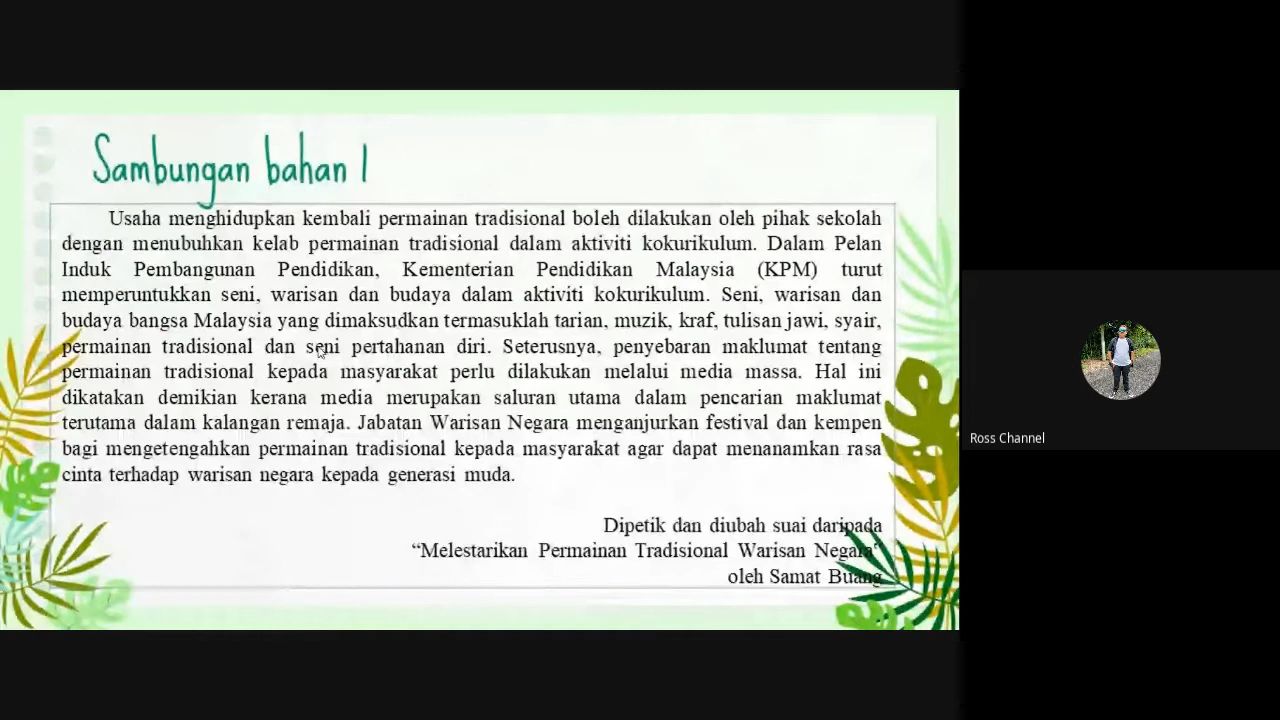 Sambungan bahan 1
Usaha menghidupkan kembali permainan tradisional boleh dilakukan oleh pihak sekolah
dengan menubuhkan kelab permainan tradisional dalam aktiviti kokurikulum. Dalam Pelan
Induk Pembangunan Pendidikan, Kementerian Pendidikan Malaysia (KPM) turut
memperuntukkan seni, warisan dan budaya dalam aktiviti kokurikulum. Seni, warisan dan
budaya bangsa Malaysia yang dimaksudkan termasuklah tarian, muzik, kraf, tulisan jawi, syair,
permainan tradisional dan seni pertahanan diri. Seterusnya, penyebaran maklumat tentang
permainan tradisional kepada masyarakat perlu dilakukan melalui media massa. Hal ini
dikatakan demikian kerana media merupakan saluran utama dalam pencarian maklumat
terutama dalam kalangan remaja. Jabatan Warisan Negara menganjurkan festival dan kempen
bagi mengetengahkan permainan tradisional kepada masyarakat agar dapat menanamkan rasa
cinta terhadap warisan negara kepada generasi muda.
Dipetik dan diubah suai daripada
“Melestarikan Permainan Tradisional Warisan Negara”
oleh Samat Buang
Ross Channel